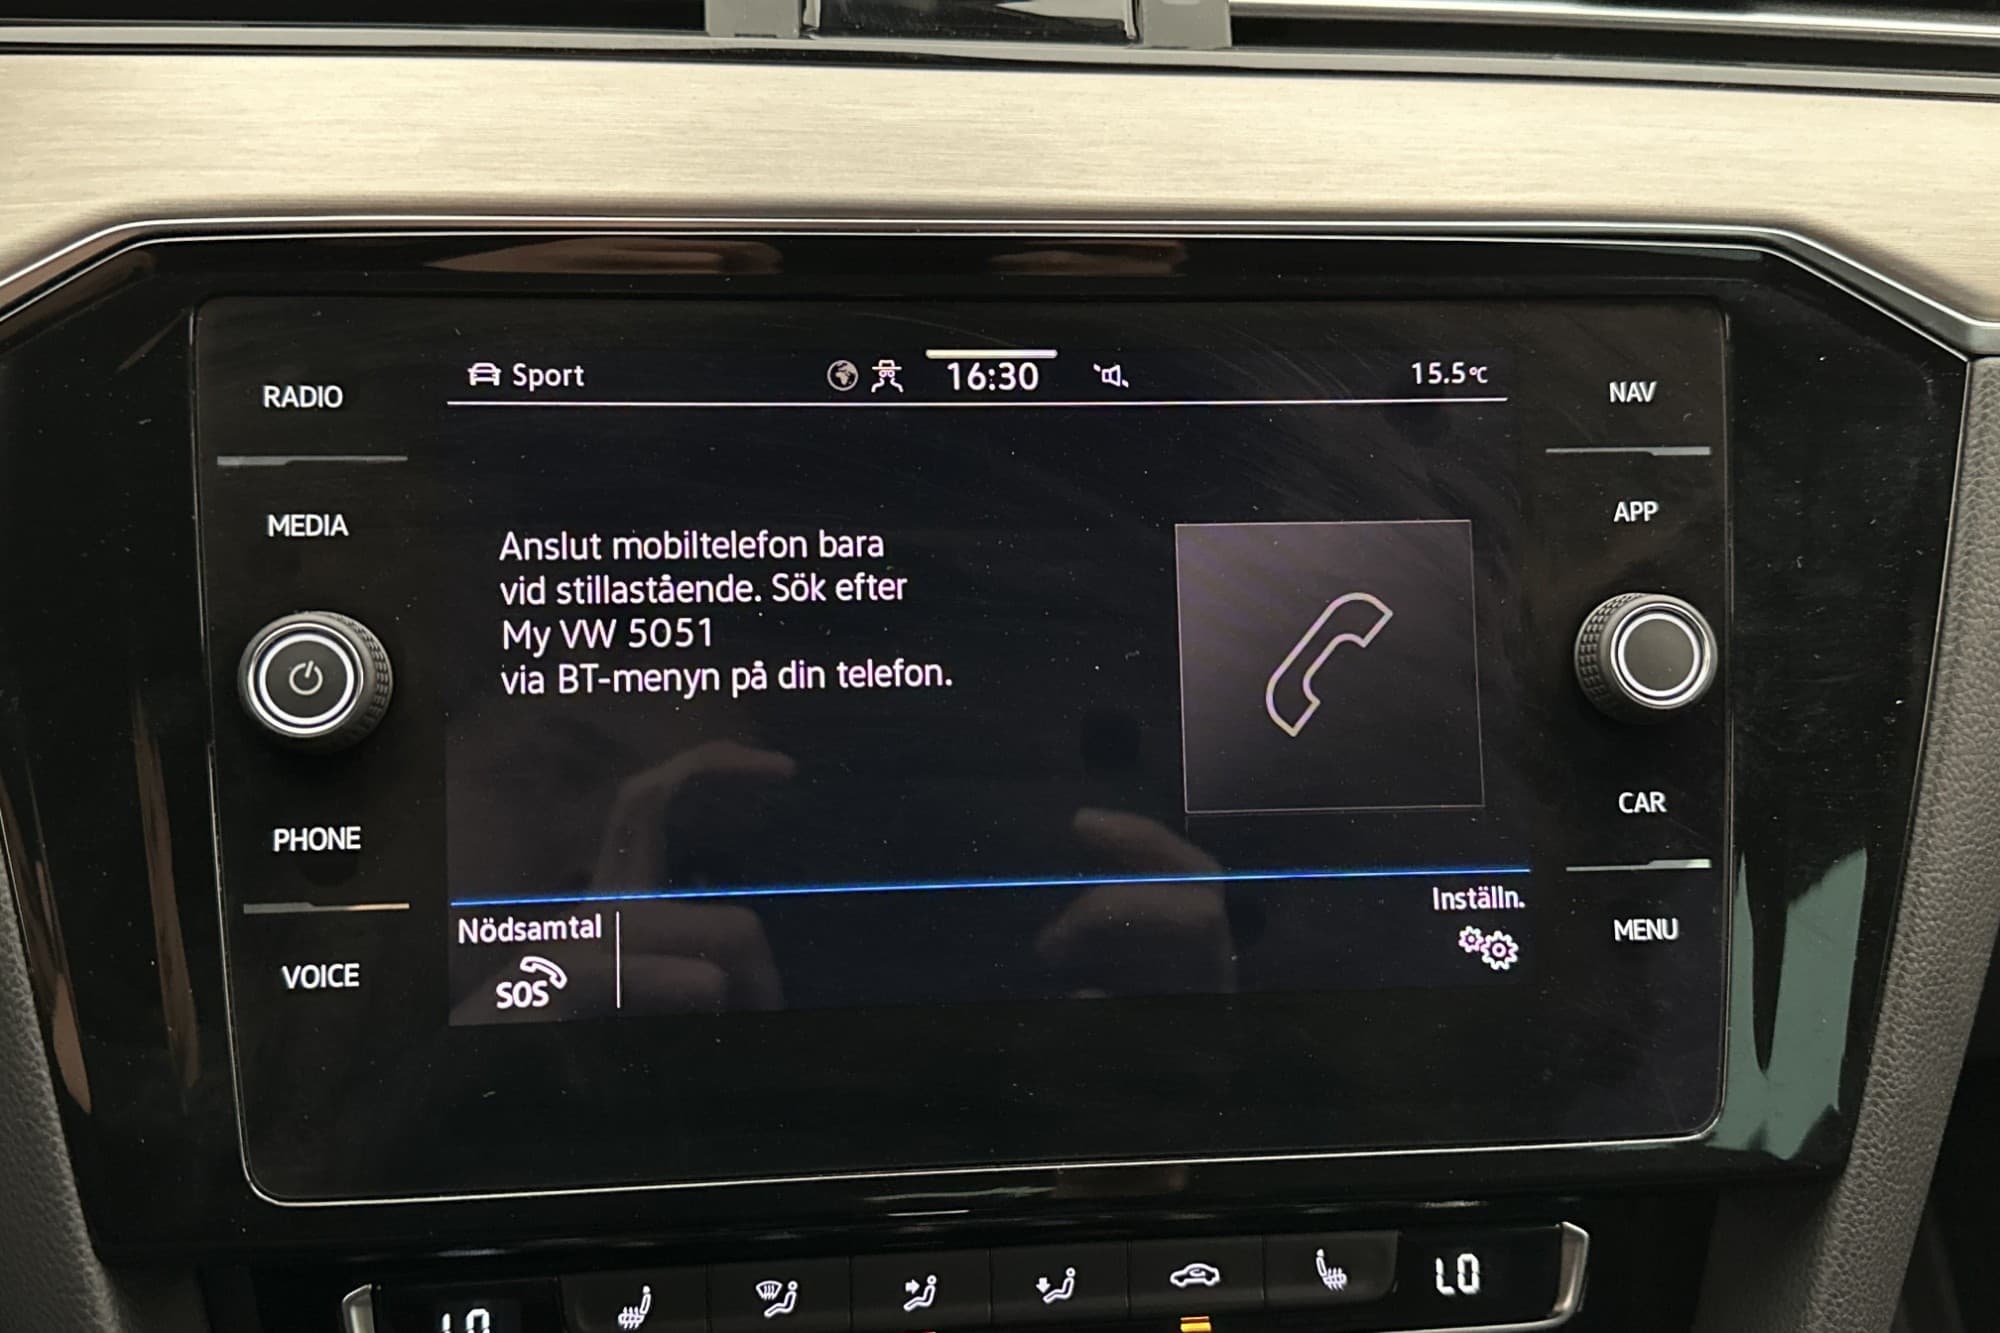 Sport 16:30 15.5°C
RADIO
MEDIA
PHONE
VOICE
Anslut mobiltelefon bara
vid stillastående. Sök efter
My VW 5051
via BT-menyn på din telefon.
Nödsamtal
SOS
Inställn.
NAV
APP
CAR
MENU
LO
LO